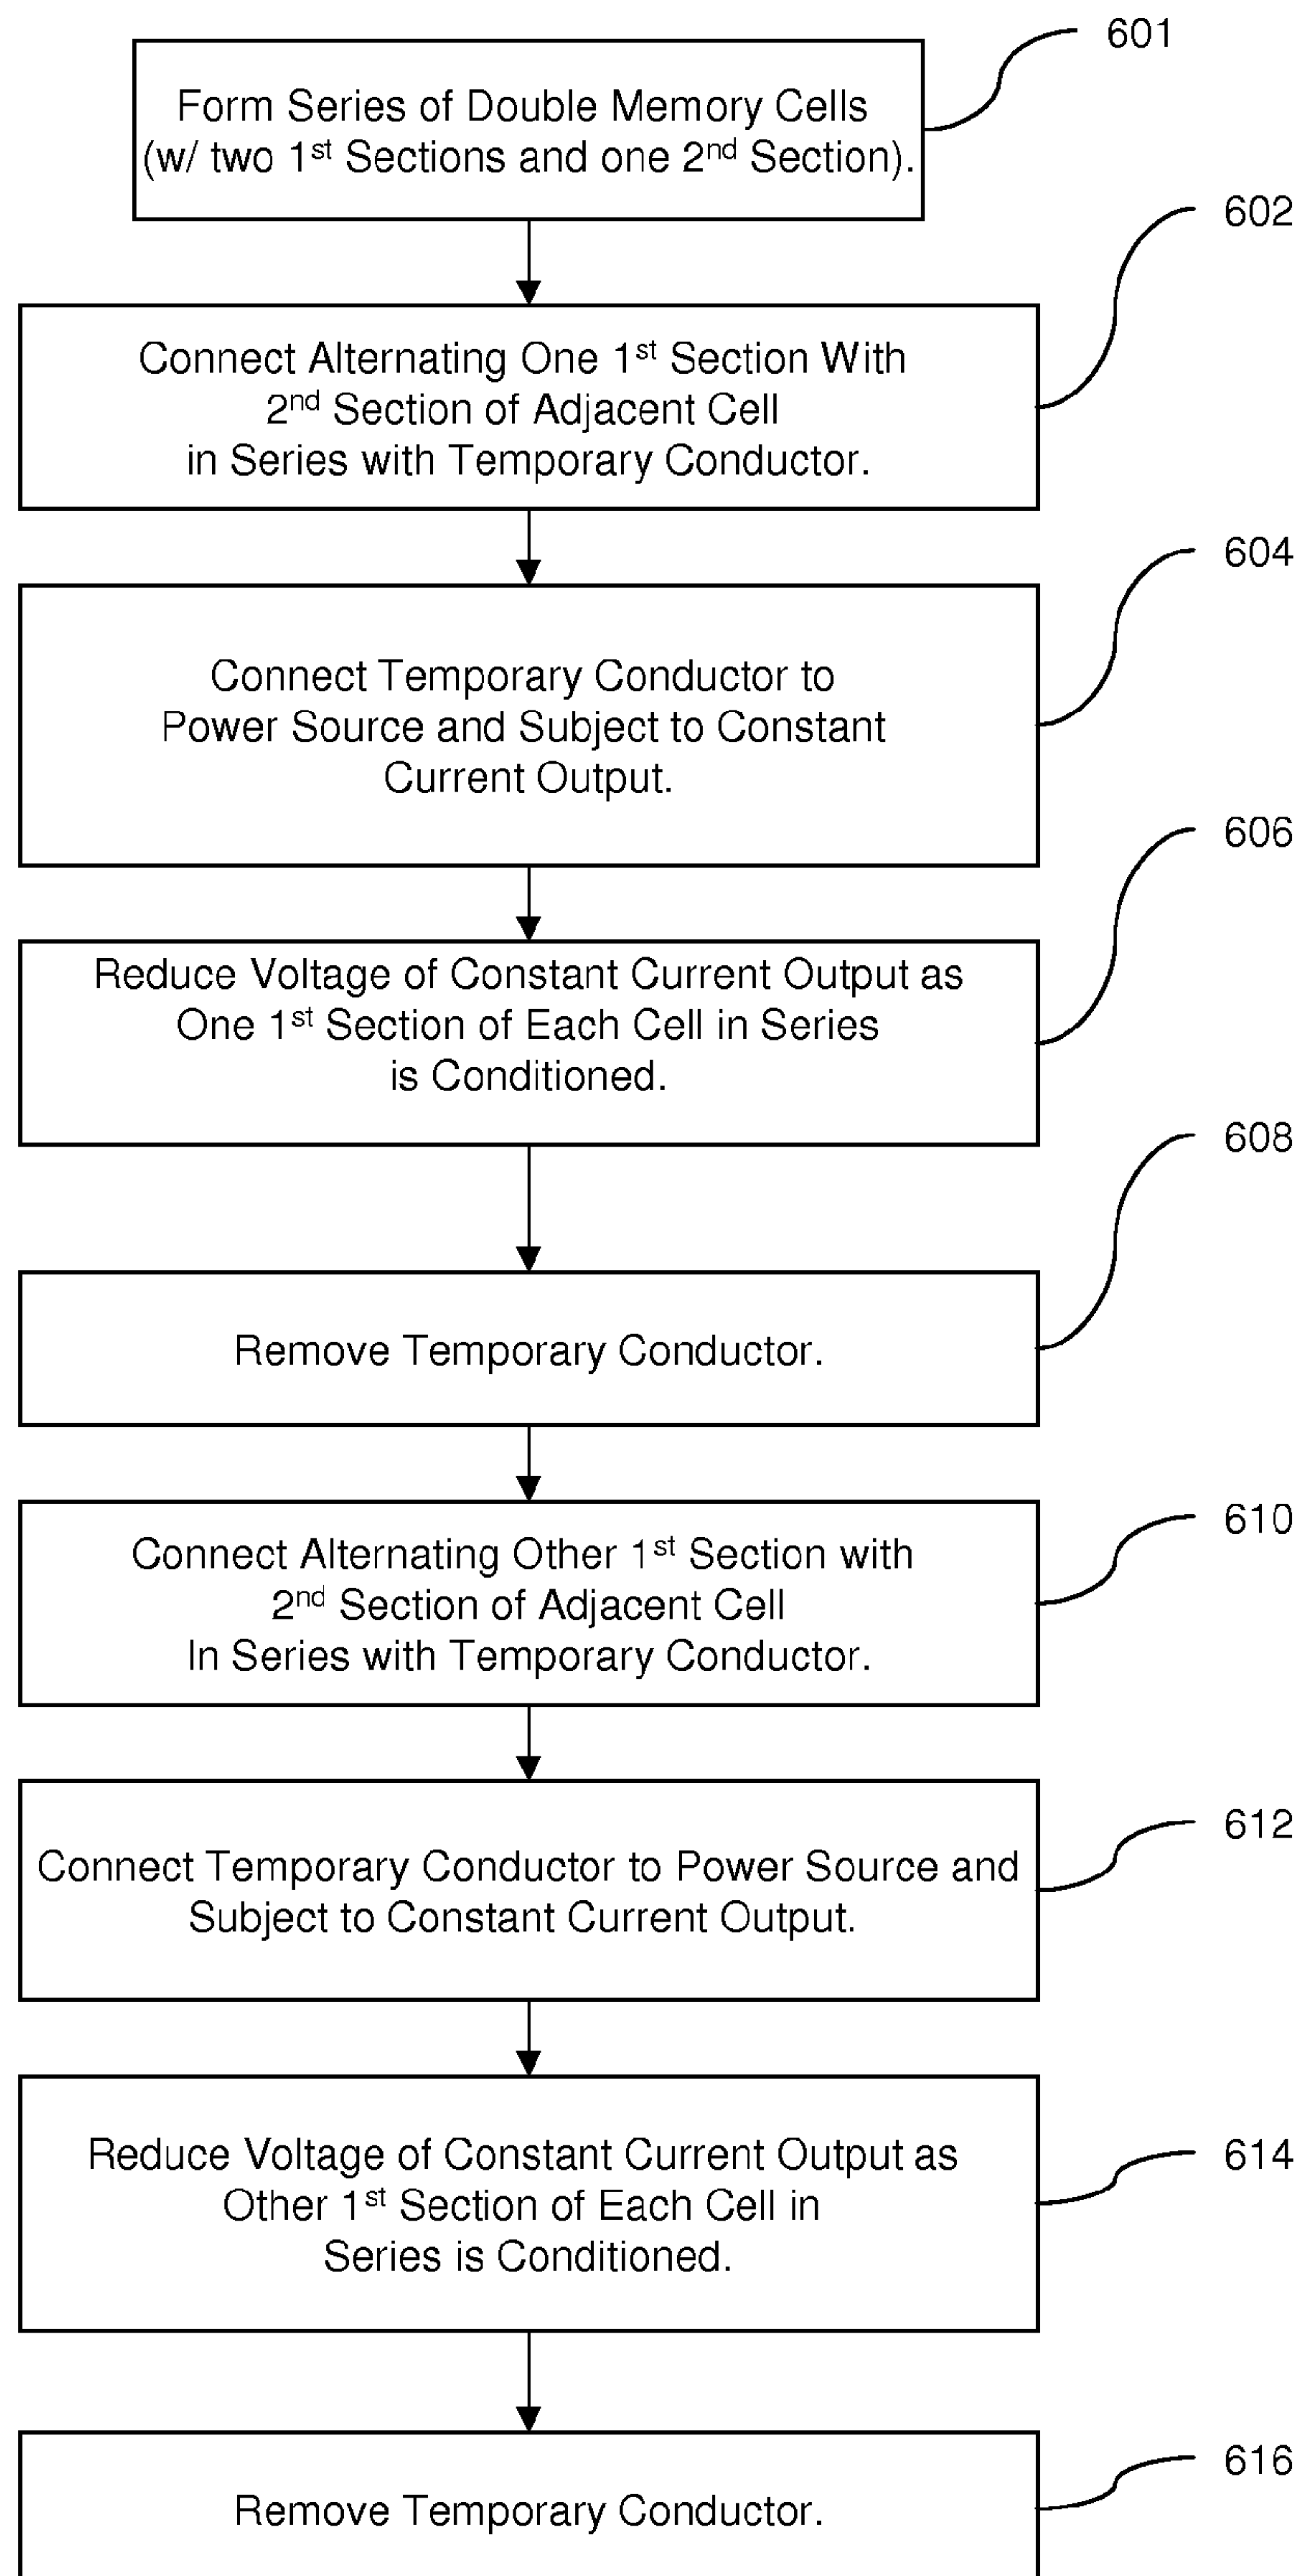 601
Form Series of Double Memory Cells
(w/ two 1st Sections and one 2nd Section).
602
Connect Alternating One 1st Section With
2nd Section of Adjacent Cell
in Series with Temporary Conductor.
604
Connect Temporary Conductor to
Power Source and Subject to Constant
Current Output.
606
Reduce Voltage of Constant Current Output as
One 1st Section of Each Cell in Series
is Conditioned.
608
Remove Temporary Conductor.
610
Connect Alternating Other 1st Section with
2nd Section of Adjacent Cell
In Series with Temporary Conductor.
612
Connect Temporary Conductor to Power Source and
Subject to Constant Current Output.
614
Reduce Voltage of Constant Current Output as
Other 1st Section of Each Cell in
Series is Conditioned.
616
Remove Temporary Conductor.